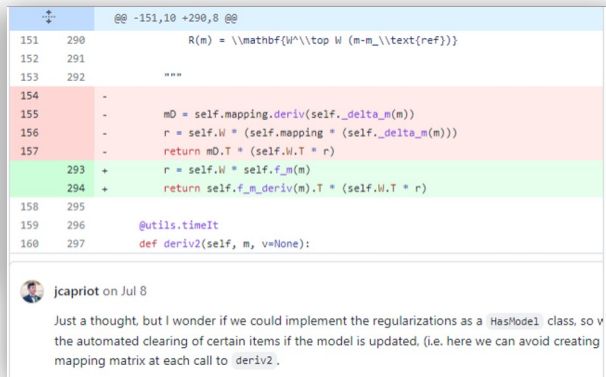 @@ -151,10 +290,8 @@
151 290 R(m) = \\mathbf{W^\\top W (m-m_\\text{ref})}
152 291
153 292 """
154 -
155 - mD = self.mapping.deriv(self._delta_m(m))
156 - r = self.W * (self.mapping * (self._delta_m(m)))
157 - return mD.T * (self.W.T * r)
293 + r = self.W * self.f_m(m)
294 + return self.f_m_deriv(m).T * (self.W.T * r)
158 295
159 296 @utils.timeIt
160 297 def deriv2(self, m, v=None):
jcapriot on Jul 8
Just a thought, but I wonder if we could implement the regularizations as a HasModel class, so
the automated clearing of certain items if the model is updated, (i.e. here we can avoid creating
mapping matrix at each call to deriv2.